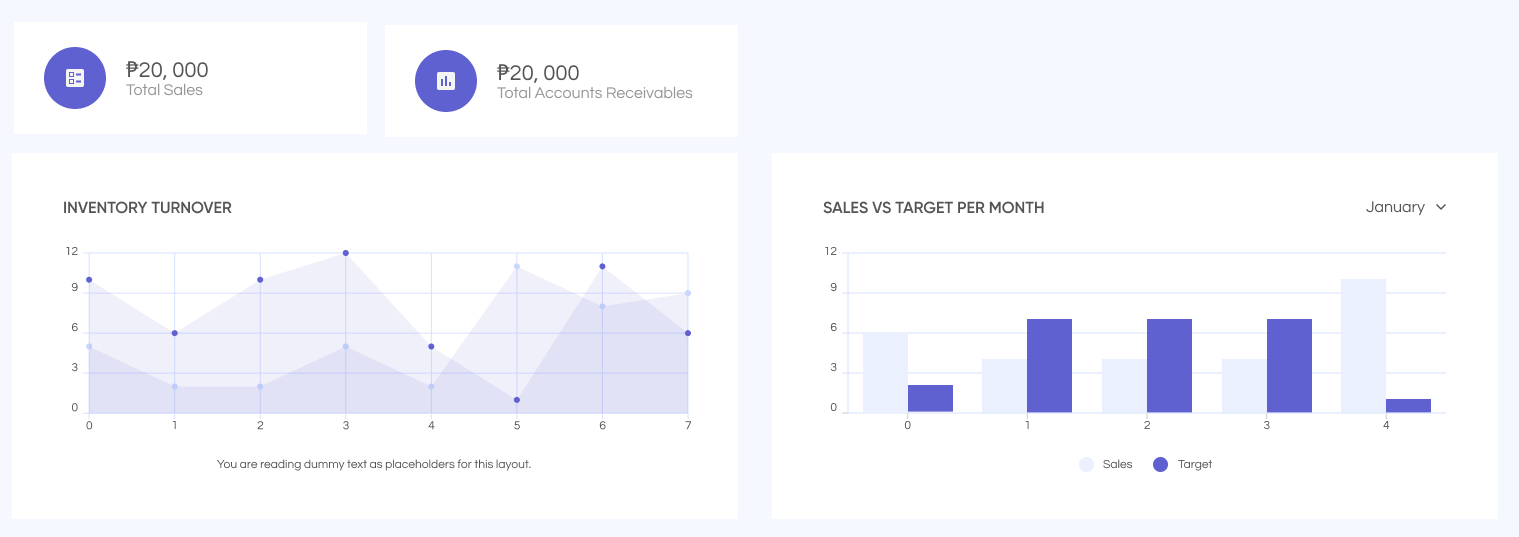 ₱20, 000
Total Sales
₱20, 000
Total Accounts Receivables
INVENTORY TURNOVER
12
9
6
3
0
0 1 2 3 4 5 6 7
You are reading dummy text as placeholders for this layout.
SALES VS TARGET PER MONTH
January
12
9
6
3
0
0 1 2 3 4
Sales Target